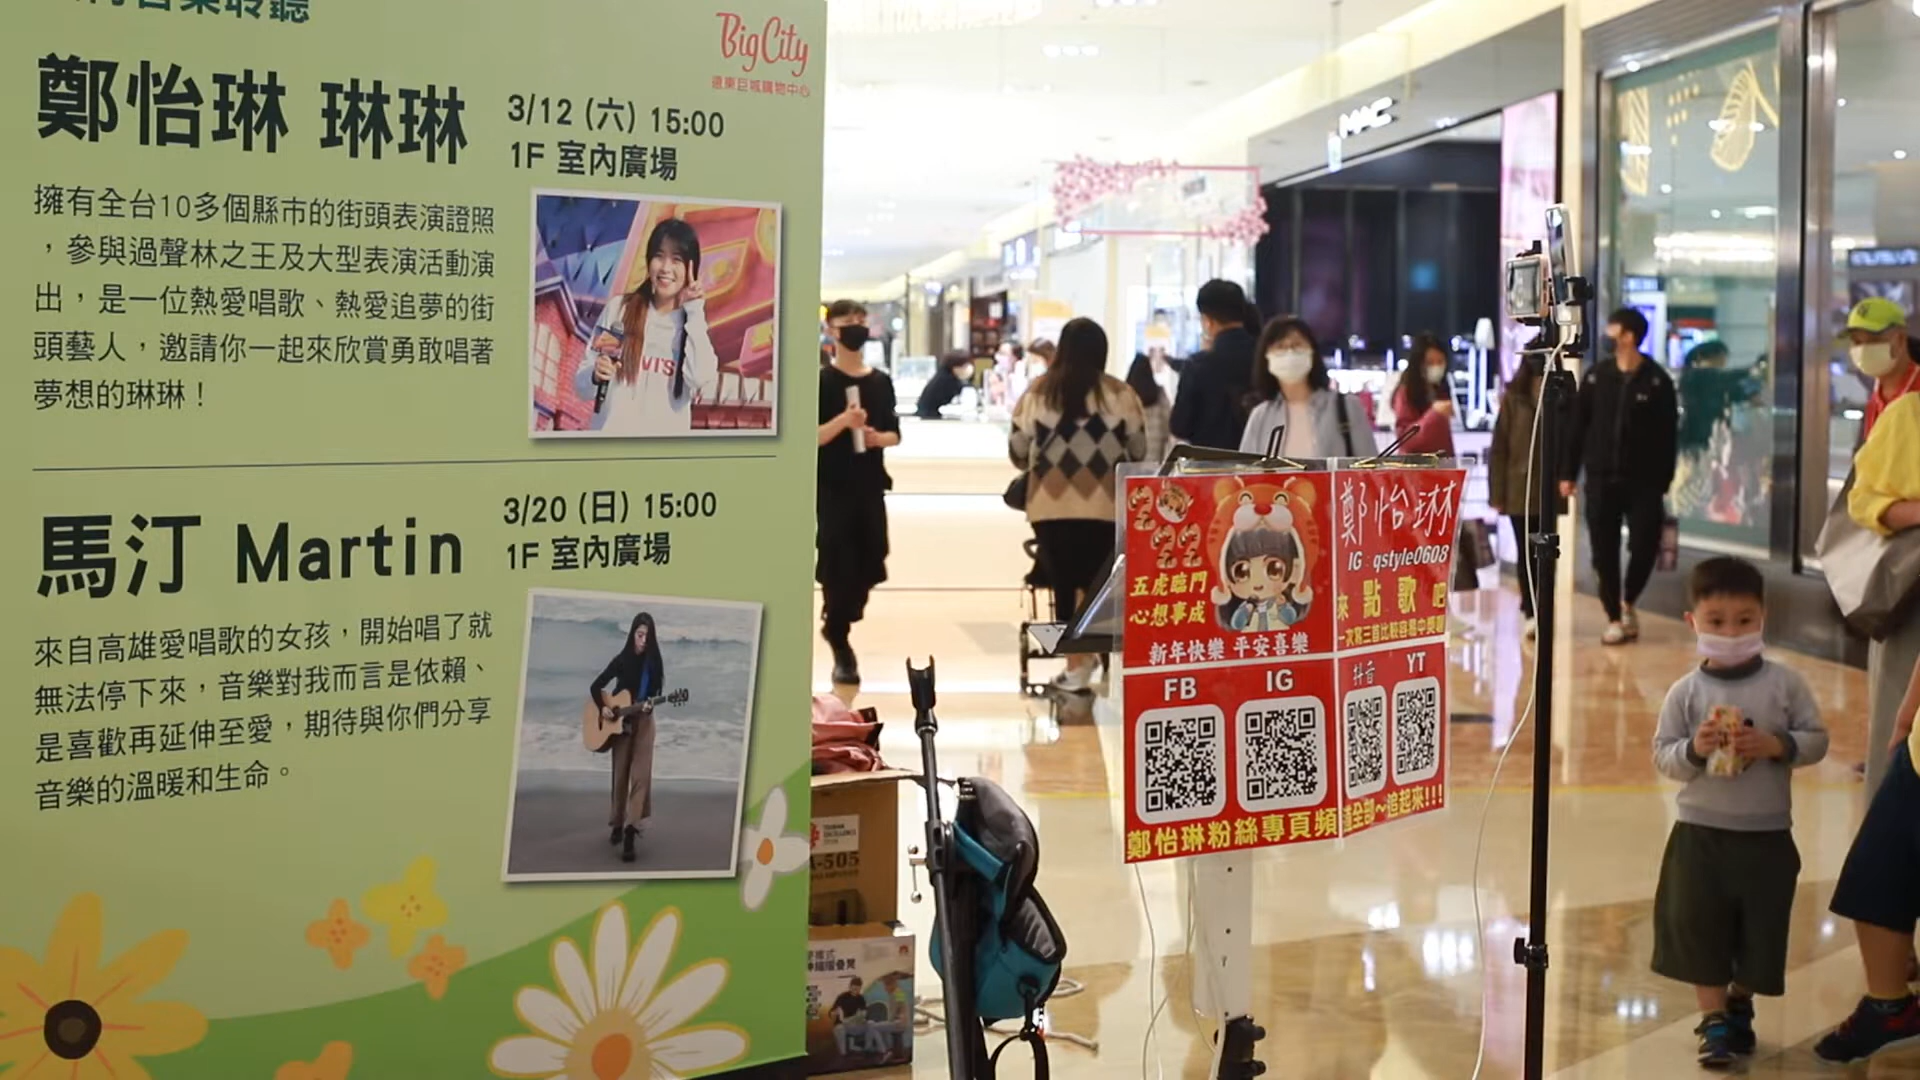 音樂聆聽
Big City
遠東巨城購物中心
鄭怡琳 琳琳
3/12 (六) 15:00
1F 室內廣場
擁有全台10多個縣市的街頭表演證照
，參與過聲林之王及大型表演活動演
出，是一位熱愛唱歌、熱愛追夢的街
頭藝人，邀請你一起來欣賞勇敢唱著
夢想的琳琳！
馬汀 Martin
3/20 (日) 15:00
1F 室內廣場
來自高雄愛唱歌的女孩，開始唱了就
無法停下來，音樂對我而言是依賴、
是喜歡再延伸至愛，期待與你們分享
音樂的溫暖和生命。
MAC
五虎臨門
心想事成
新年快樂 平安喜樂
鄭怡琳
IG：qstyle0608
來 點 歌 吧
FB
IG
抖音
YT
鄭怡琳粉絲專頁頻道全部～追起來!!!
A-505